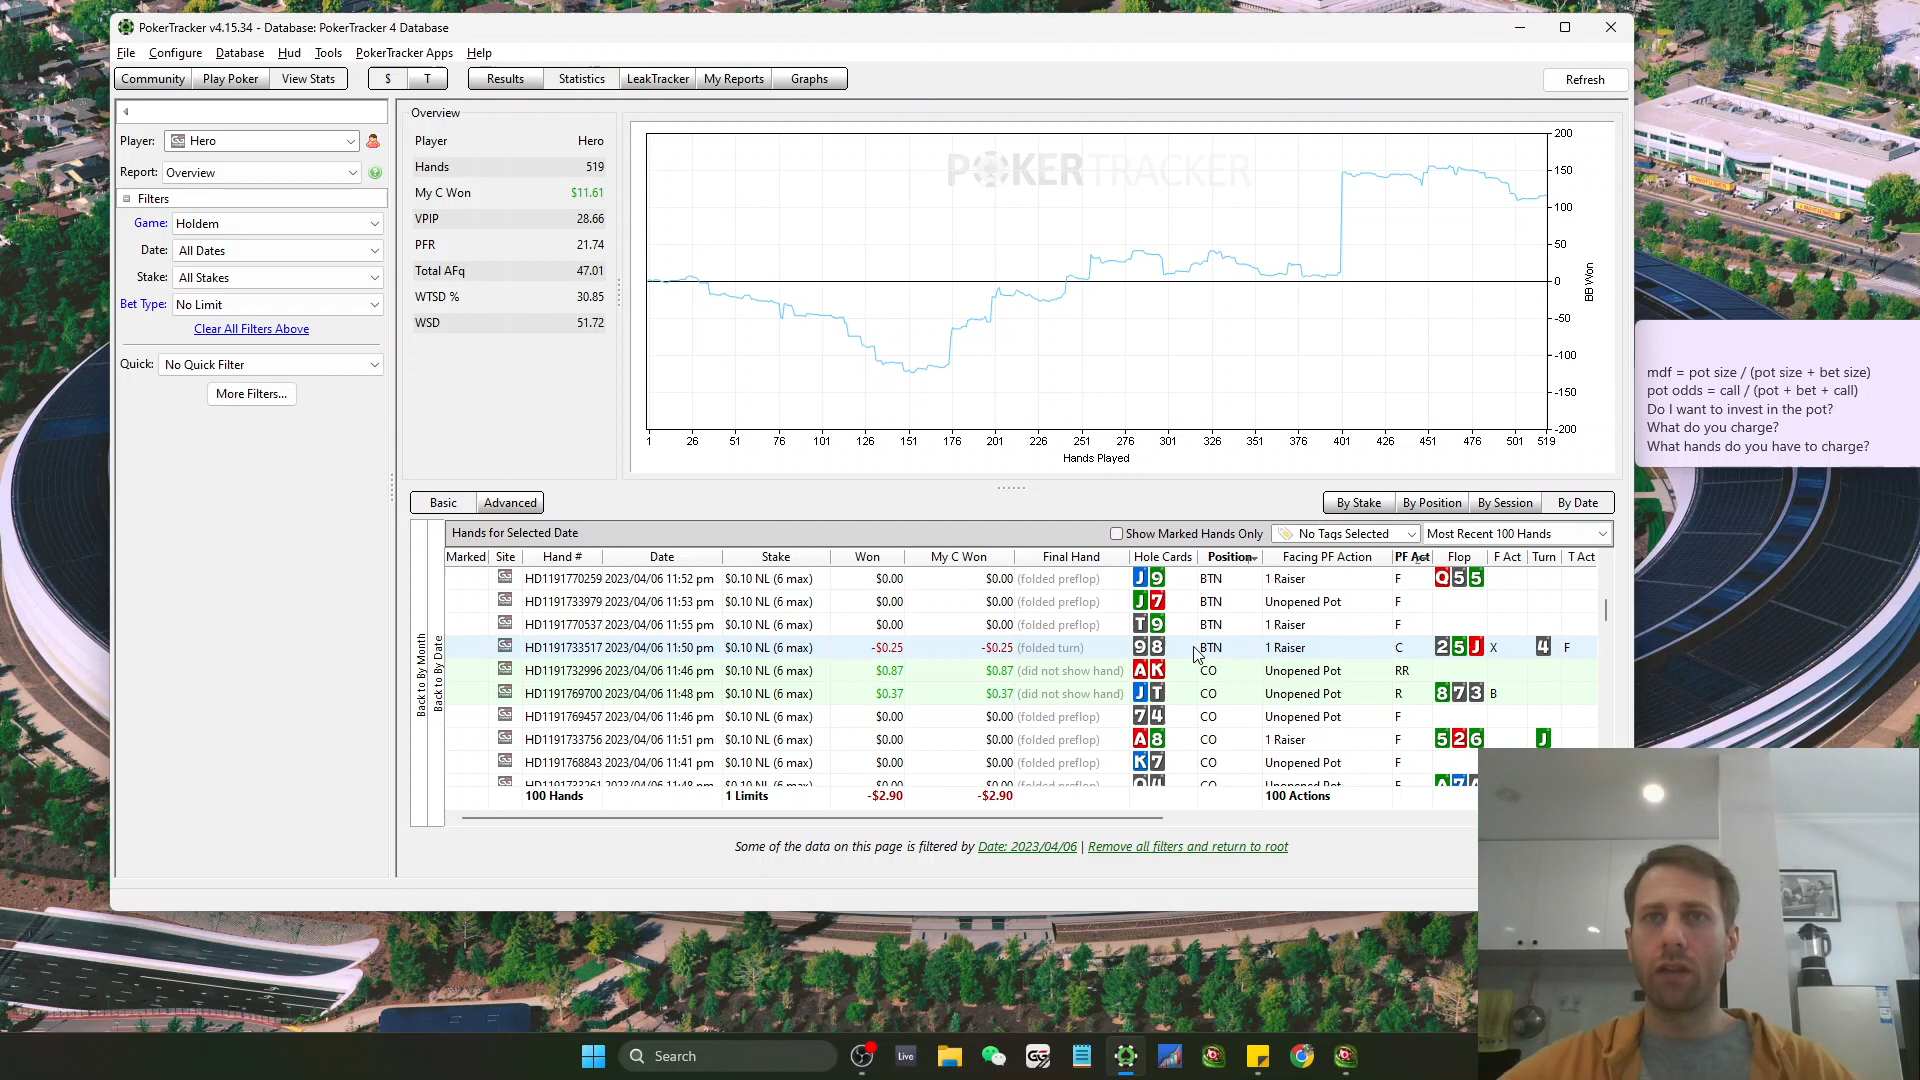 PokerTracker v4.15.34 - Database: PokerTracker 4 Database
File Configure Database Hud Tools PokerTracker Apps Help
Community Play Poker View Stats $ T Results Statistics LeakTracker My Reports Graphs Refresh
Player: Hero
Report: Overview
Filters
Game: Holdem
Date: All Dates
Stake: All Stakes
Bet Type: No Limit
Clear All Filters Above
Quick: No Quick Filter
More Filters...
Overview
Player Hero
Hands 519
My C Won $11.61
VPIP 28.66
PFR 21.74
Total AFq 47.01
WTSD % 30.85
WSD 51.72
POKERTRACKER
200
150
100
50
0
-50
-100
-150
-200
BB Won
1 26 51 76 101 126 151 176 201 226 251 276 301 326 351 376 401 426 451 476 501 519
Hands Played
mdf = pot size / (pot size + bet size)
pot odds = call / (pot + bet + call)
Do I want to invest in the pot?
What do you charge?
What hands do you have to charge?
Basic Advanced By Stake By Position By Session By Date
Back to By Month
Back to By Date
Hands for Selected Date Show Marked Hands Only No Tags Selected Most Recent 100 Hands
Marked Site Hand # Date Stake Won My C Won Final Hand Hole Cards Position Facing PF Action PF Act Flop F Act Turn T Act
HD1191770259 2023/04/06 11:52 pm $0.10 NL (6 max) $0.00 $0.00 (folded preflop) J 9 BTN 1 Raiser F Q 5 5
HD1191733979 2023/04/06 11:53 pm $0.10 NL (6 max) $0.00 $0.00 (folded preflop) J 7 BTN Unopened Pot F
HD1191770537 2023/04/06 11:55 pm $0.10 NL (6 max) $0.00 $0.00 (folded preflop) T 9 BTN 1 Raiser F
HD1191733517 2023/04/06 11:50 pm $0.10 NL (6 max) -$0.25 -$0.25 (folded turn) 9 8 BTN 1 Raiser C 2 5 J X 4 F
HD1191732996 2023/04/06 11:46 pm $0.10 NL (6 max) $0.87 $0.87 (did not show hand) A K CO Unopened Pot RR
HD1191769700 2023/04/06 11:48 pm $0.10 NL (6 max) $0.37 $0.37 (did not show hand) J T CO Unopened Pot R 8 7 3 B
HD1191769457 2023/04/06 11:46 pm $0.10 NL (6 max) $0.00 $0.00 (folded preflop) 7 4 CO Unopened Pot F
HD1191733756 2023/04/06 11:51 pm $0.10 NL (6 max) $0.00 $0.00 (folded preflop) A 8 CO 1 Raiser F 5 2 6 J
HD1191768843 2023/04/06 11:41 pm $0.10 NL (6 max) $0.00 $0.00 (folded preflop) K 7 CO Unopened Pot F
HD1191733261 2023/04/06 11:48 pm $0.10 NL (6 max) $0.00 $0.00 (folded preflop) Q 4 CO Unopened Pot F
100 Hands 1 Limits -$2.90 -$2.90 100 Actions
Some of the data on this page is filtered by Date: 2023/04/06 | Remove all filters and return to root
Search
Live